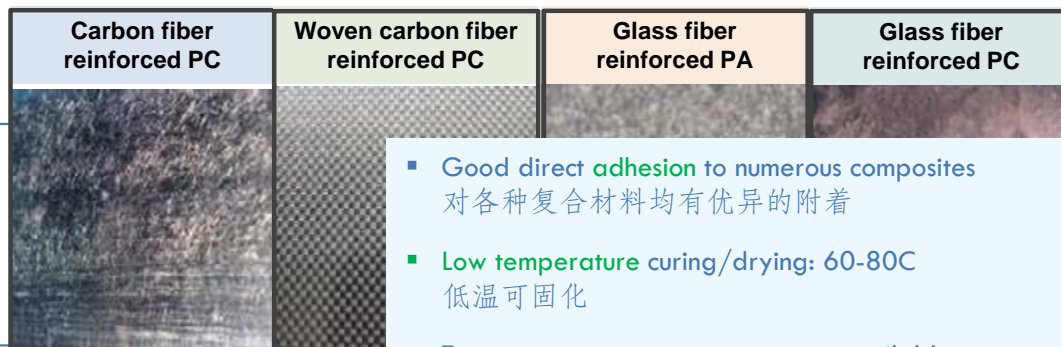 Carbon fiber
reinforced PC
Woven carbon fiber
reinforced PC
Glass fiber
reinforced PA
Glass fiber
reinforced PC
▪ Good direct adhesion to numerous composites
对各种复合材料均有优异的附着
▪ Low temperature curing/drying: 60-80C
低温可固化